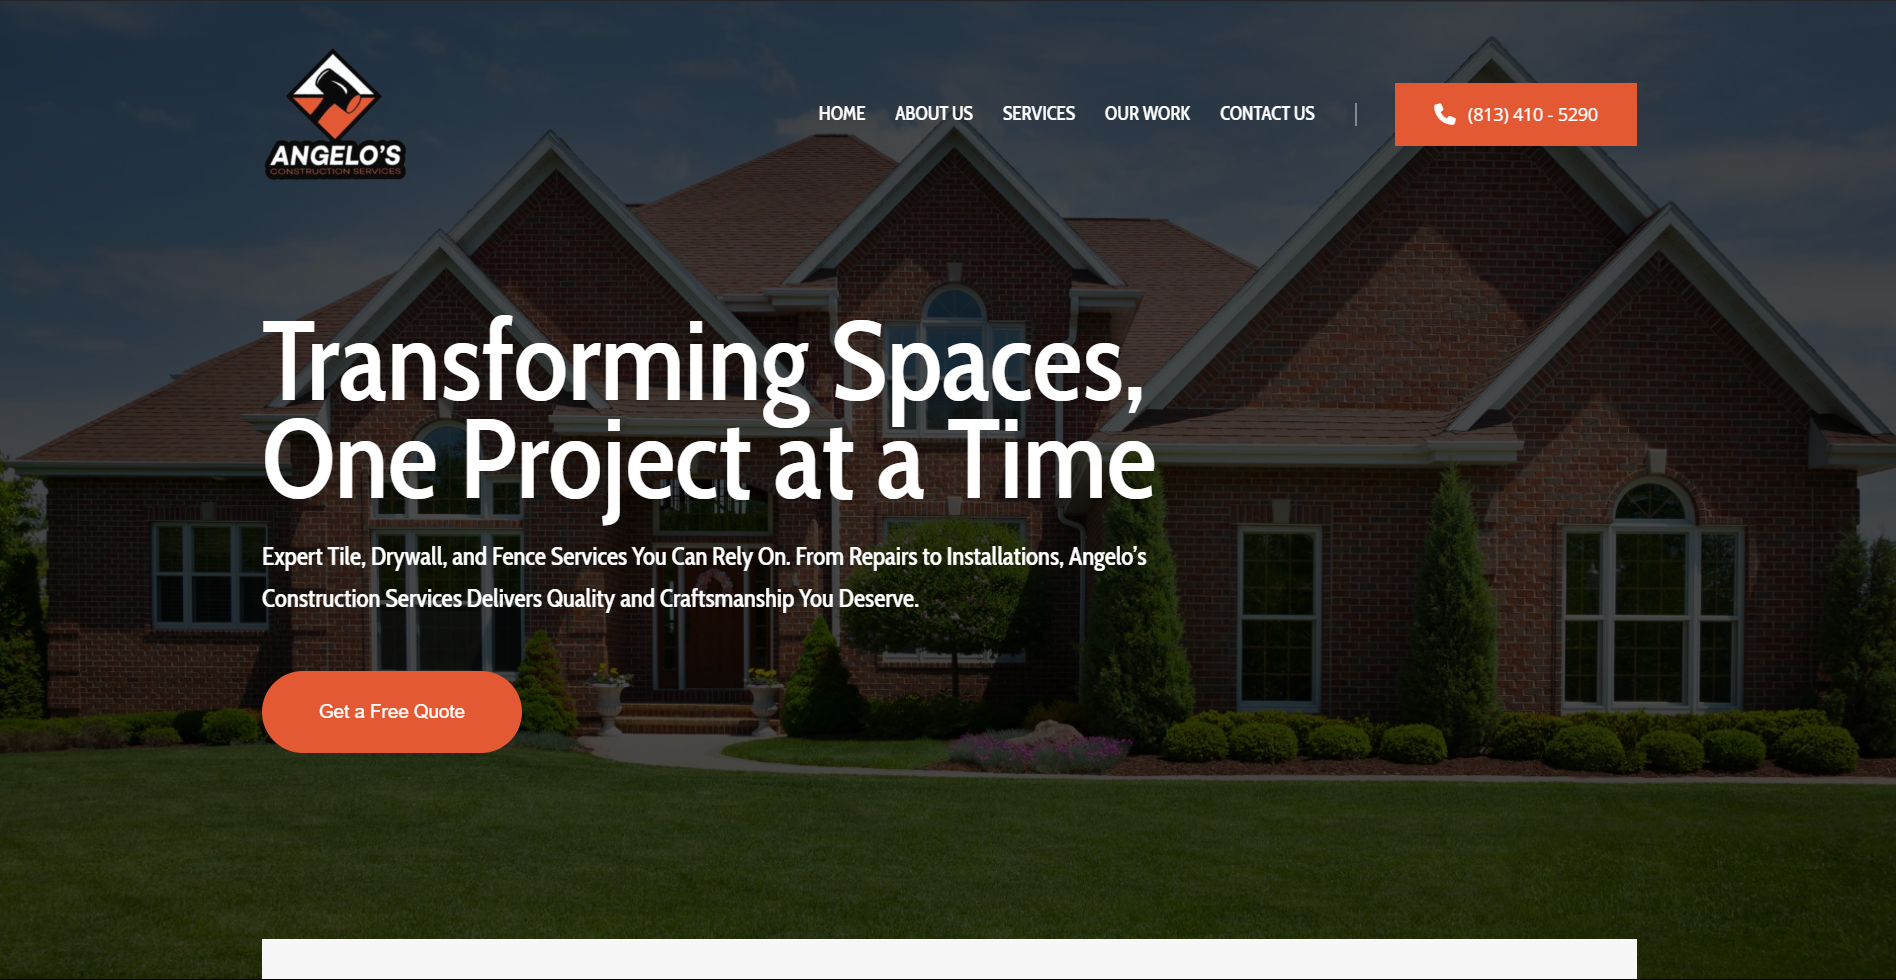 ANGELO'S
CONSTRUCTION SERVICES
HOME ABOUT US SERVICES OUR WORK CONTACT US (813) 410 - 5290
Transforming Spaces,
One Project at a Time
Expert Tile, Drywall, and Fence Services You Can Rely On. From Repairs to Installations, Angelo’s
Construction Services Delivers Quality and Craftsmanship You Deserve.
Get a Free Quote